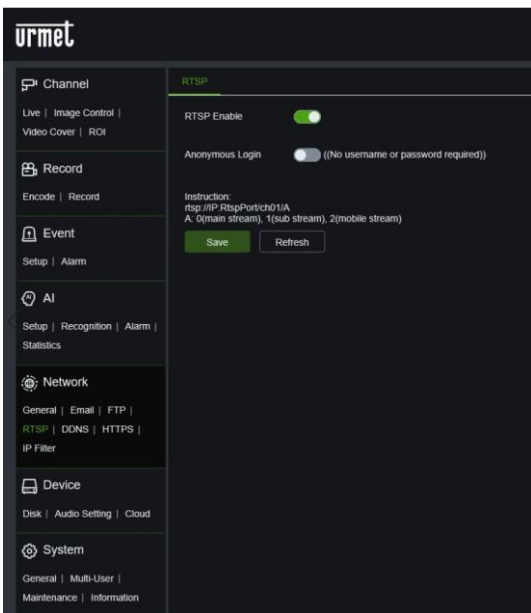 urmet
Channel
Live | Image Control |
Video Cover | ROI
Record
Encode | Record
Event
Setup | Alarm
AI
AI
Setup | Recognition | Alarm |
Statistics
Network
General | Email | FTP |
RTSP | DDNS | HTTPS |
IP Filter
Device
Disk | Audio Setting | Cloud
System
General | Multi-User |
Maintenance | Information
RTSP
RTSP Enable
Anonymous Login ((No username or password required))
Instruction:
rtsp://IP:RtspPort/ch01/A
A: 0(main stream), 1(sub stream), 2(mobile stream)
Save Refresh